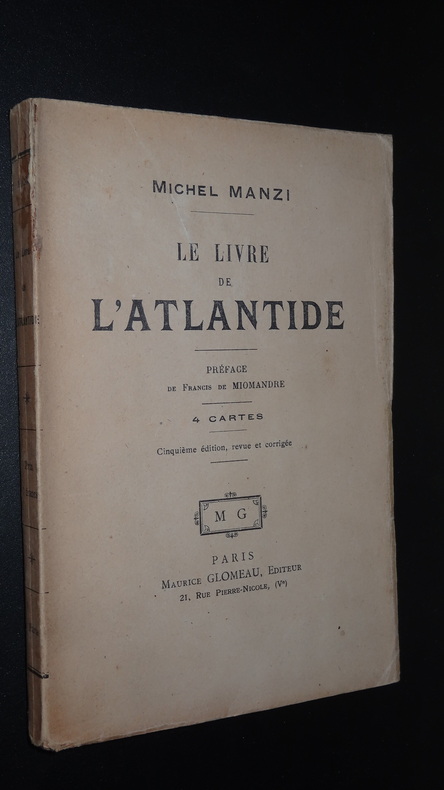 MICHEL MANZI
LE LIVRE
DE
L'ATLANTIDE
PRÉFACE
DE FRANCIS DE MIOMANDRE
4 CARTES
Cinquième édition, revue et corrigée
M G
PARIS
MAURICE GLOMEAU, EDITEUR
21, RUE PIERRE-NICOLE, (Vᵉ)